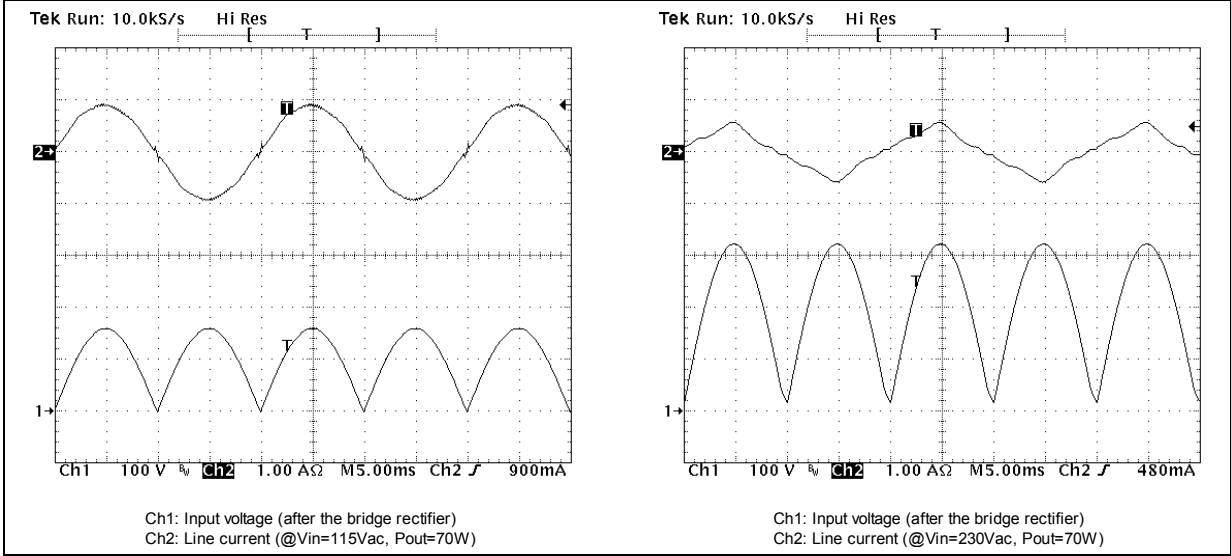 Tek Run: 10.0kS/s Hi Res
[ T ]
T
2→
T
1→
Ch1 100 V BW Ch2 1.00 AΩ M5.00ms Ch2 ƒ 900mA
Ch1: Input voltage (after the bridge rectifier)
Ch2: Line current (@Vin=115Vac, Pout=70W)
Tek Run: 10.0kS/s Hi Res
[ T ]
T
2→
T
1→
Ch1 100 V BW Ch2 1.00 AΩ M5.00ms Ch2 ƒ 480mA
Ch1: Input voltage (after the bridge rectifier)
Ch2: Line current (@Vin=230Vac, Pout=70W)